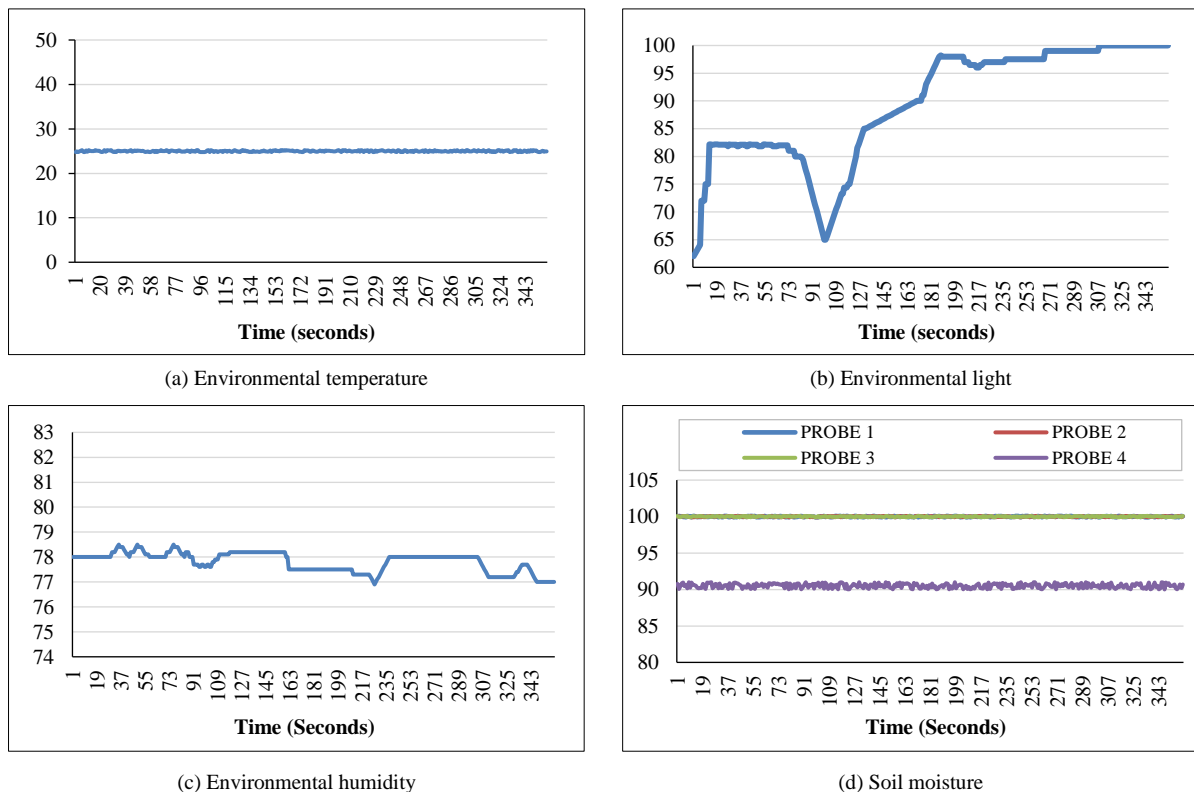 50
40
30
20
10
0
1 20 39 58 77 96 115 134 153 172 191 210 229 248 267 286 305 324 343
Time (seconds)
(a) Environmental temperature
100
95
90
85
80
75
70
65
60
1 19 37 55 73 91 109 127 145 163 181 199 217 235 253 271 289 307 325 343
Time (seconds)
(b) Environmental light
83
82
81
80
79
78
77
76
75
74
1 19 37 55 73 91 109 127 145 163 181 199 217 235 253 271 289 307 325 343
Time (Seconds)
(c) Environmental humidity
PROBE 1 PROBE 2
PROBE 3 PROBE 4
105
100
95
90
85
80
1 19 37 55 73 91 109 127 145 163 181 199 217 235 253 271 289 307 325 343
Time (Seconds)
(d) Soil moisture